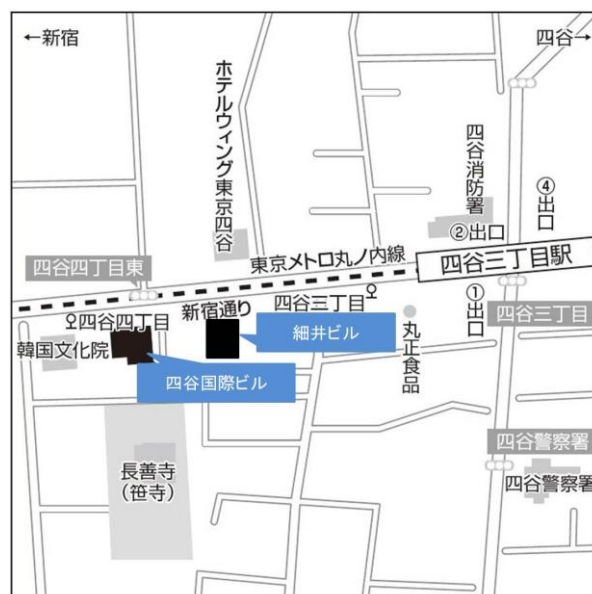 ←新宿
四谷→
ホテルウィング東京四谷
四谷消防署
④出口
②出口
四谷三丁目駅
東京メトロ丸ノ内線
四谷四丁目東
新宿通り
四谷三丁目
①出口
四谷三丁目
四谷四丁目
細井ビル
丸正食品
韓国文化院
四谷国際ビル
長善寺
（笹寺）
四谷警察署
四谷警察署